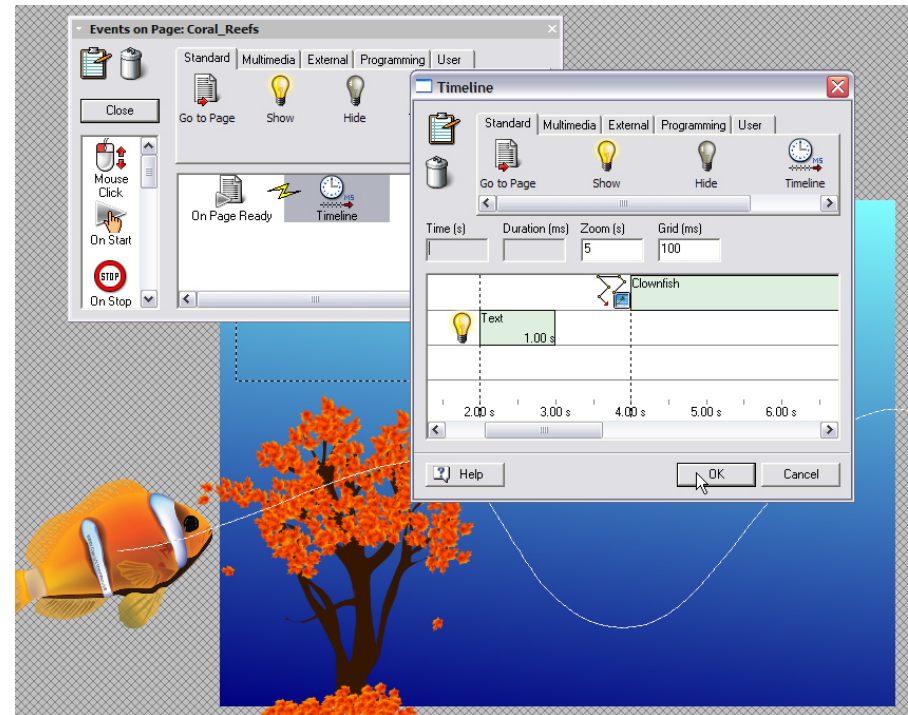 Events on Page: Coral_Reefs
Standard Multimedia External Programming User
Close
Go to Page Show Hide
Mouse Click
On Start
On Stop
On Page Ready Timeline
Timeline
Standard Multimedia External Programming User
Go to Page Show Hide Timeline
Time (s) Duration (ms) Zoom (s) Grid (ms)
5 100
Clownfish
Text
1.00 s
2.00 s 3.00 s 4.00 s 5.00 s 6.00 s
Help OK Cancel